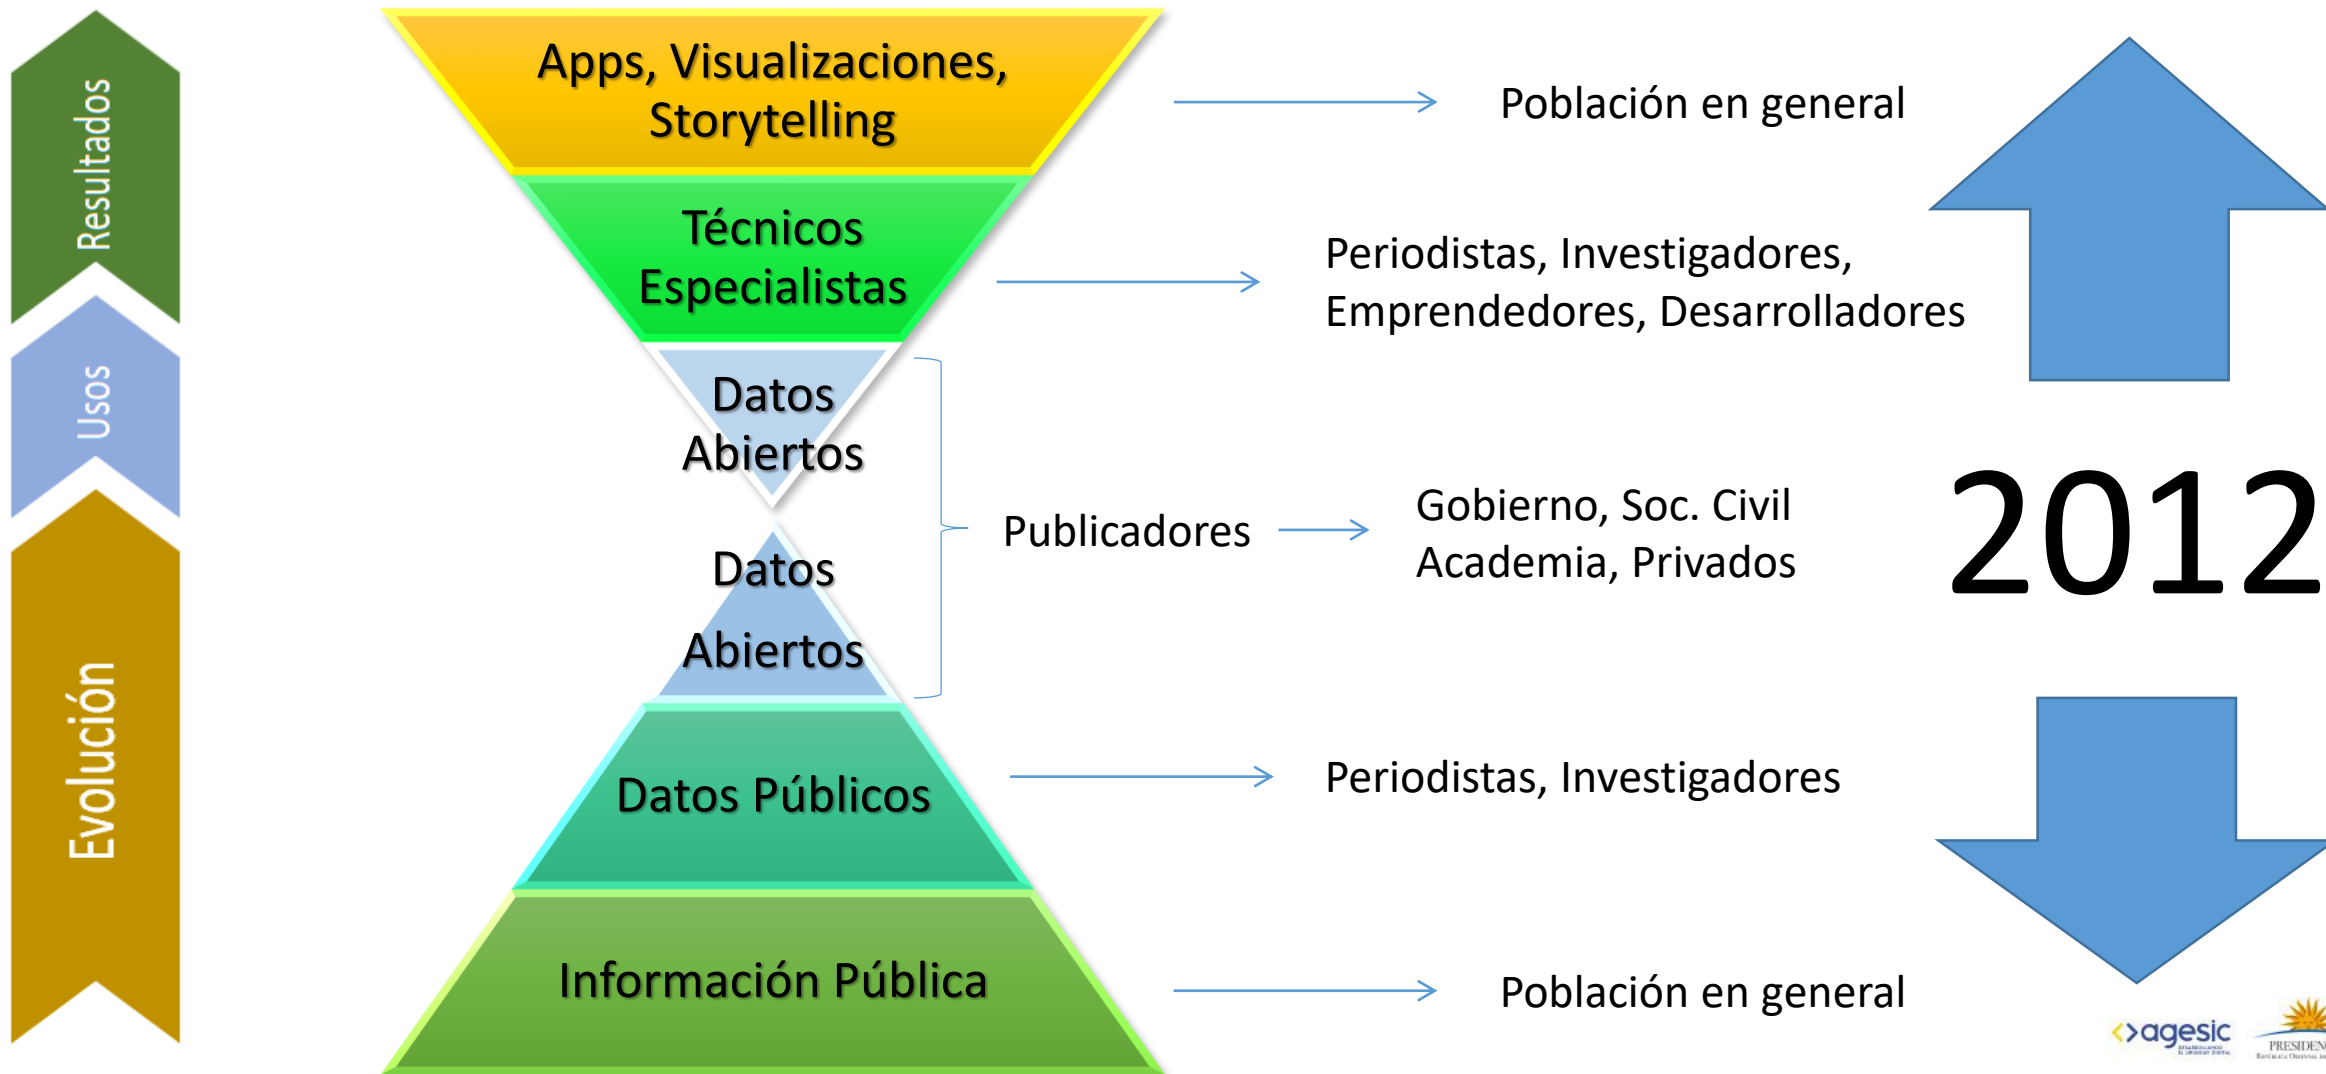 Resultados
Usos
Evolución
Apps, Visualizaciones,
Storytelling
Población en general
Técnicos
Especialistas
Periodistas, Investigadores,
Emprendedores, Desarrolladores
Datos
Abiertos
Publicadores
Gobierno, Soc. Civil
Academia, Privados
2012
Datos
Abiertos
Datos Públicos
Periodistas, Investigadores
Información Pública
Población en general
<>agesic